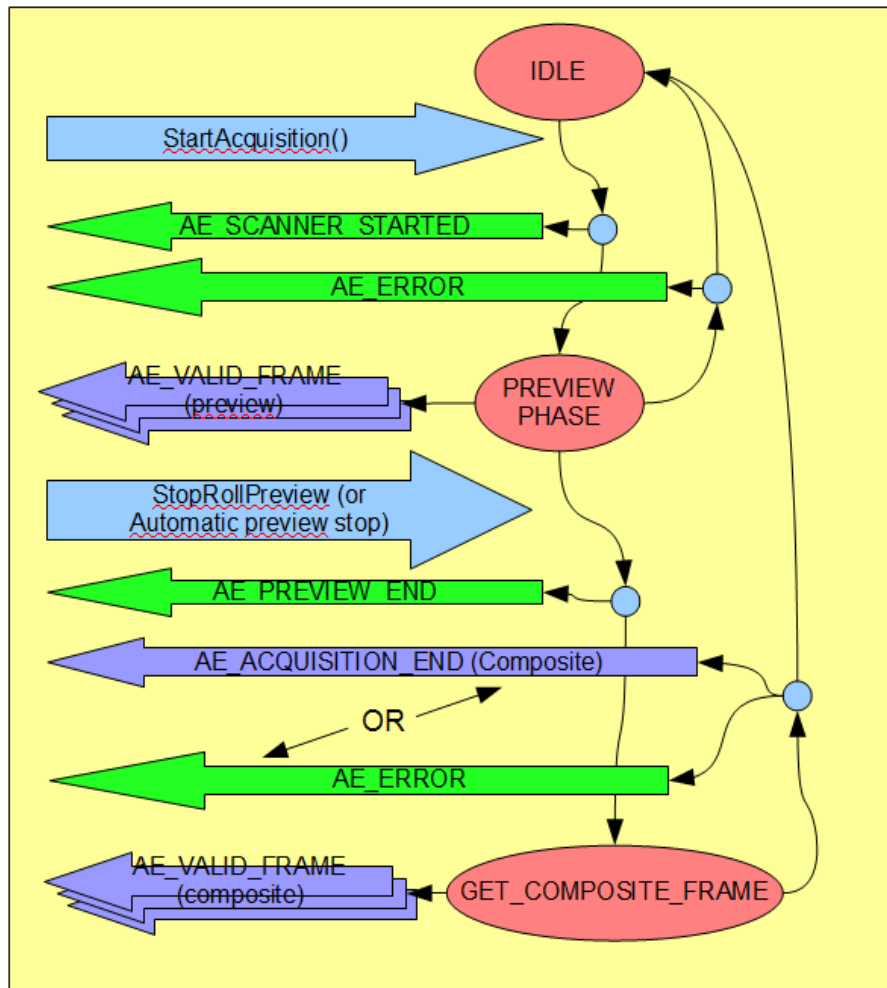 IDLE
StartAcquisition()
AE_SCANNER_STARTED
AE_ERROR
AE_VALID_FRAME
(preview)
PREVIEW
PHASE
StopRollPreview (or
Automatic preview stop)
AE_PREVIEW_END
AE_ACQUISITION_END (Composite)
OR
AE_ERROR
AE_VALID_FRAME
(composite)
GET_COMPOSITE_FRAME